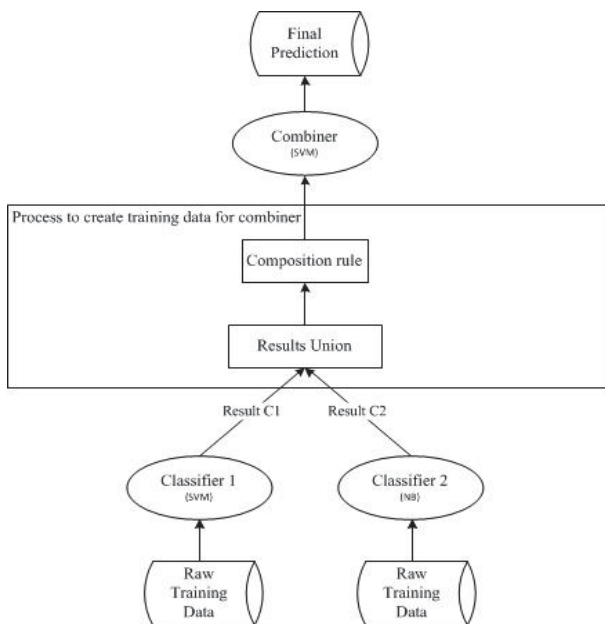 Final
Prediction
Combiner
(SVM)
Process to create training data for combiner
Composition rule
Results Union
Result C1
Result C2
Classifier 1
(SVM)
Classifier 2
(NB)
Raw
Training
Data
Raw
Training
Data